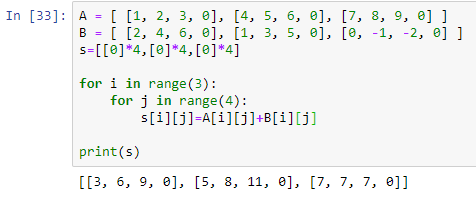 In [33]: A = [ [1, 2, 3, 0], [4, 5, 6, 0], [7, 8, 9, 0] ]
B = [ [2, 4, 6, 0], [1, 3, 5, 0], [0, -1, -2, 0] ]
s=[[0]*4,[0]*4,[0]*4]
for i in range(3):
    for j in range(4):
        s[i][j]=A[i][j]+B[i][j]
print(s)
[[3, 6, 9, 0], [5, 8, 11, 0], [7, 7, 7, 0]]